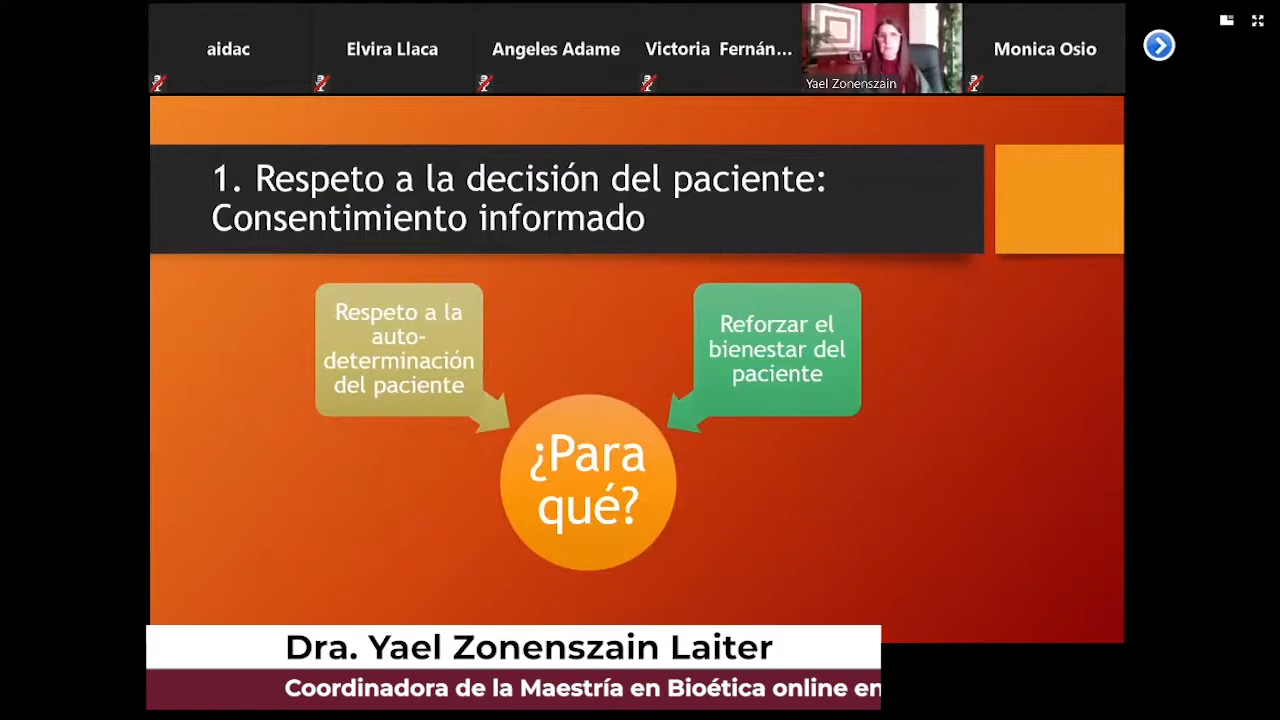 aidac
Elvira Llaca
Angeles Adame
Victoria Fernán...
Yael Zonenszain
Monica Osio
1. Respeto a la decisión del paciente:
Consentimiento informado
Respeto a la
auto-
determinación
del paciente
Reforzar el
bienestar del
paciente
¿Para
qué?
Dra. Yael Zonenszain Laiter
Coordinadora de la Maestría en Bioética online en